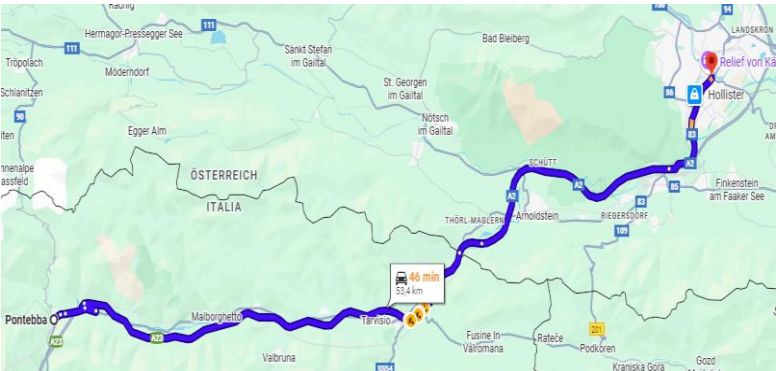 Radnig
111
94
Hermagor-Pressegger See
111
LANDSKRON
Bad Bleiberg
Sankt Stefan
im Gailtal
Tröpolach
Möderndorf
Relief von Kä
St. Georgen
im Gailtal
86
Hollister
Schlanitzen
Nötsch
im Gailtal
90
Egger Alm
83
ÖSTERREICH
SCHÜTT
A2
A2
ITALIA
A2
85
Finkenstein
am Faaker See
83
THÖRL-MAGLERN
Arnoldstein
RIEGERSDORF
109
46 min
53,4 km
Pontebba
Malborghetto
Tarvisio
A23
A23
Fusine In
Valromana
Rateče
201
Podkoren
Valbruna
SS54
Kranjska Gora
Gozd